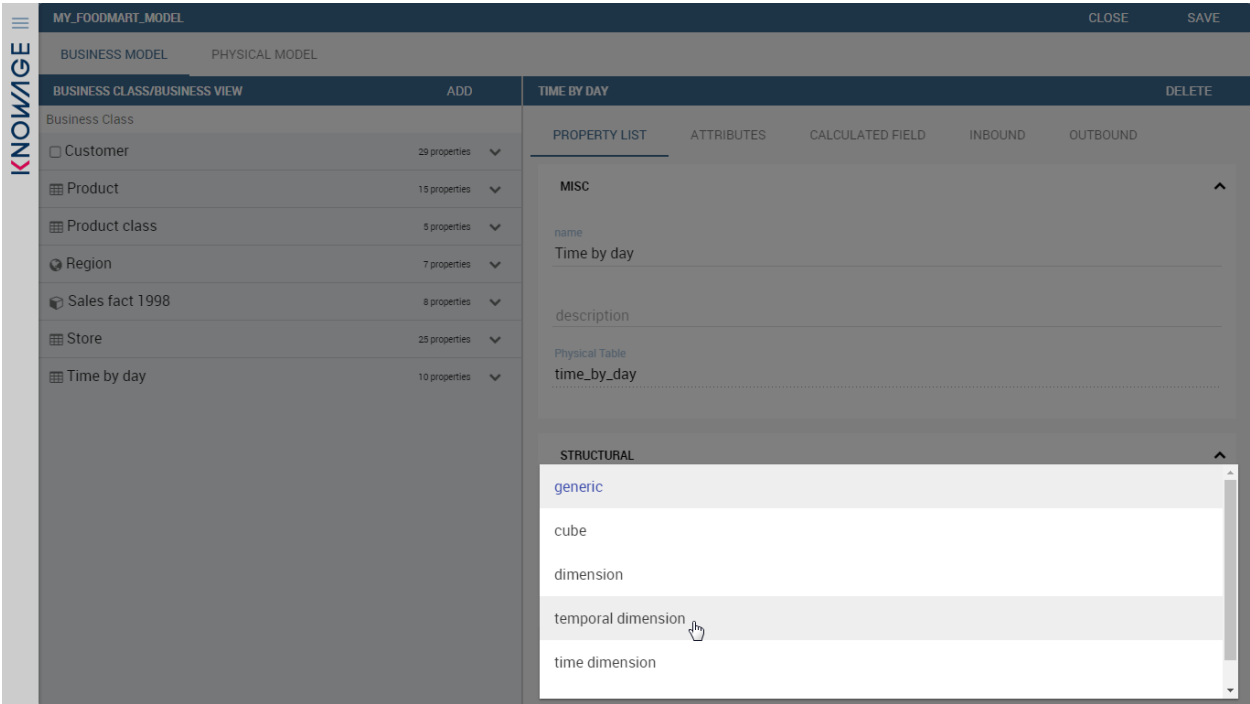 KNOWAGE
MY_FOODMART_MODEL CLOSE SAVE
BUSINESS MODEL PHYSICAL MODEL
BUSINESS CLASS/BUSINESS VIEW ADD
Business Class
Customer 29 properties
Product 15 properties
Product class 5 properties
Region 7 properties
Sales fact 1998 8 properties
Store 25 properties
Time by day 10 properties
TIME BY DAY DELETE
PROPERTY LIST ATTRIBUTES CALCULATED FIELD INBOUND OUTBOUND
MISC
name
Time by day
description
Physical Table
time_by_day
STRUCTURAL
generic
cube
dimension
temporal dimension
time dimension